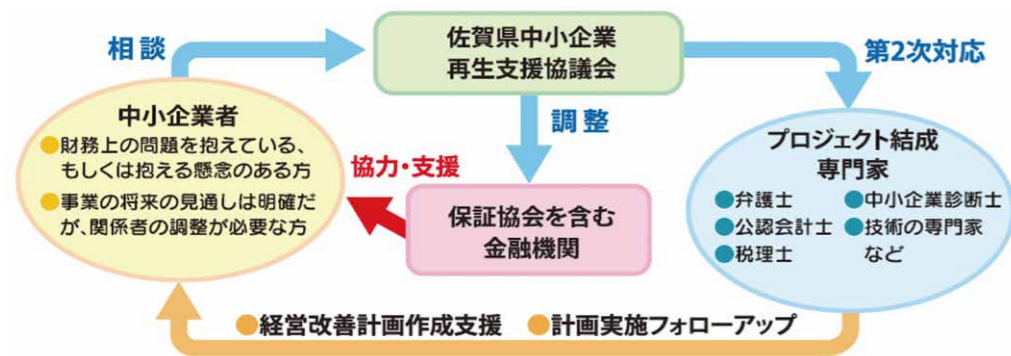 相談
佐賀県中小企業
再生支援協議会
第2次対応
中小企業者
●財務上の問題を抱えている、
もしくは抱える懸念のある方
●事業の将来の見通しは明確だ
が、関係者の調整が必要な方
調整
協力・支援
保証協会を含む
金融機関
プロジェクト結成
専門家
●弁護士
●公認会計士
●税理士
●中小企業診断士
●技術の専門家
など
●経営改善計画作成支援 ●計画実施フォローアップ